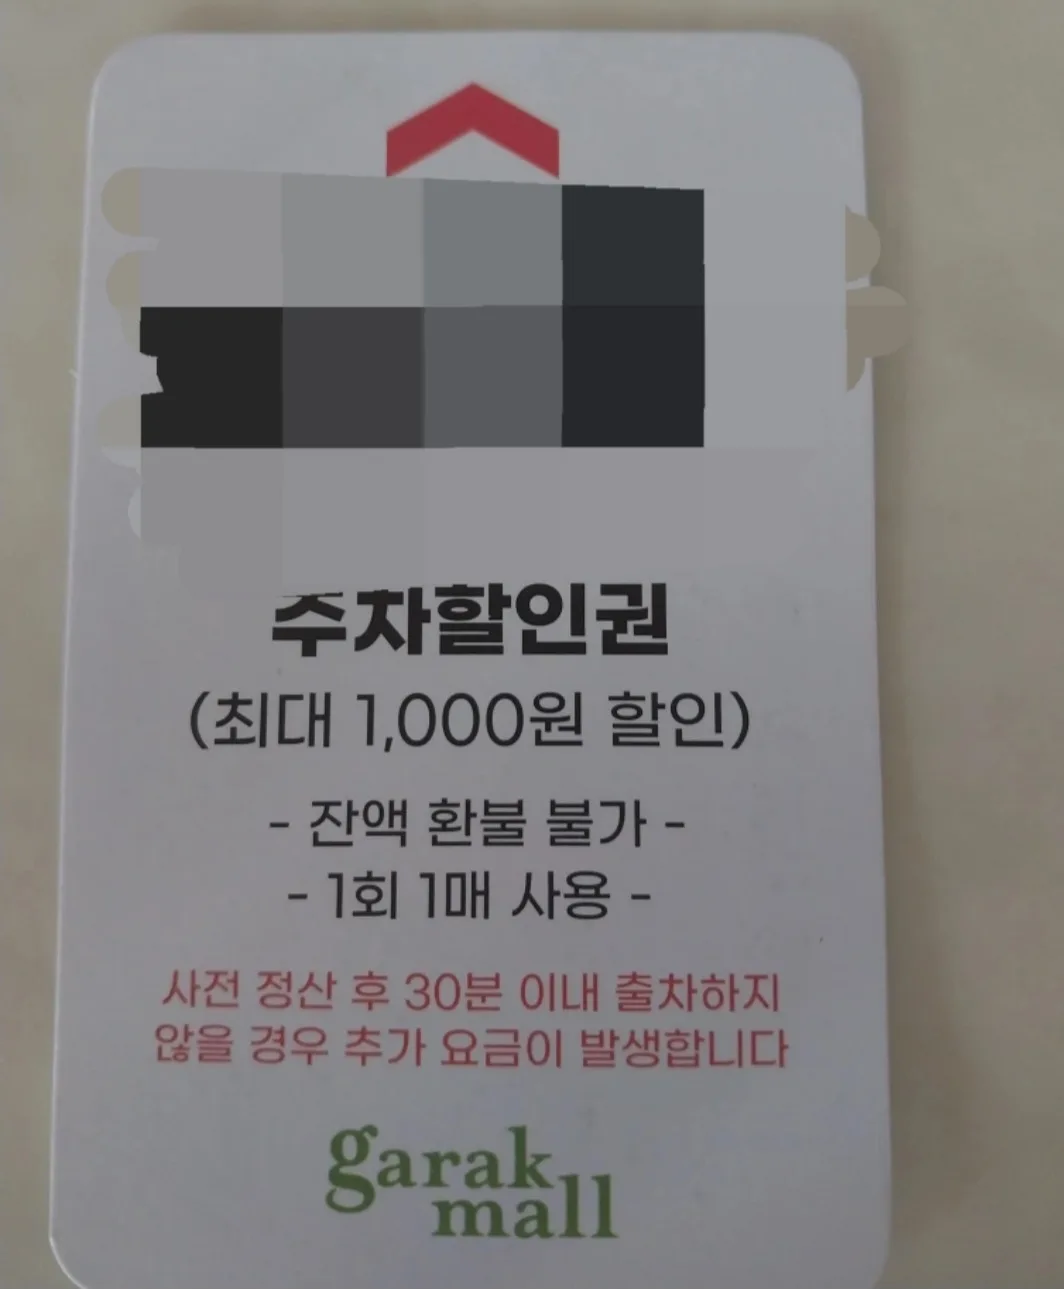 주차할인권
(최대 1,000원 할인)
- 잔액 환불 불가 -
- 1회 1매 사용 -
사전 정산 후 30분 이내 출차하지
않을 경우 추가 요금이 발생합니다
garak
mall